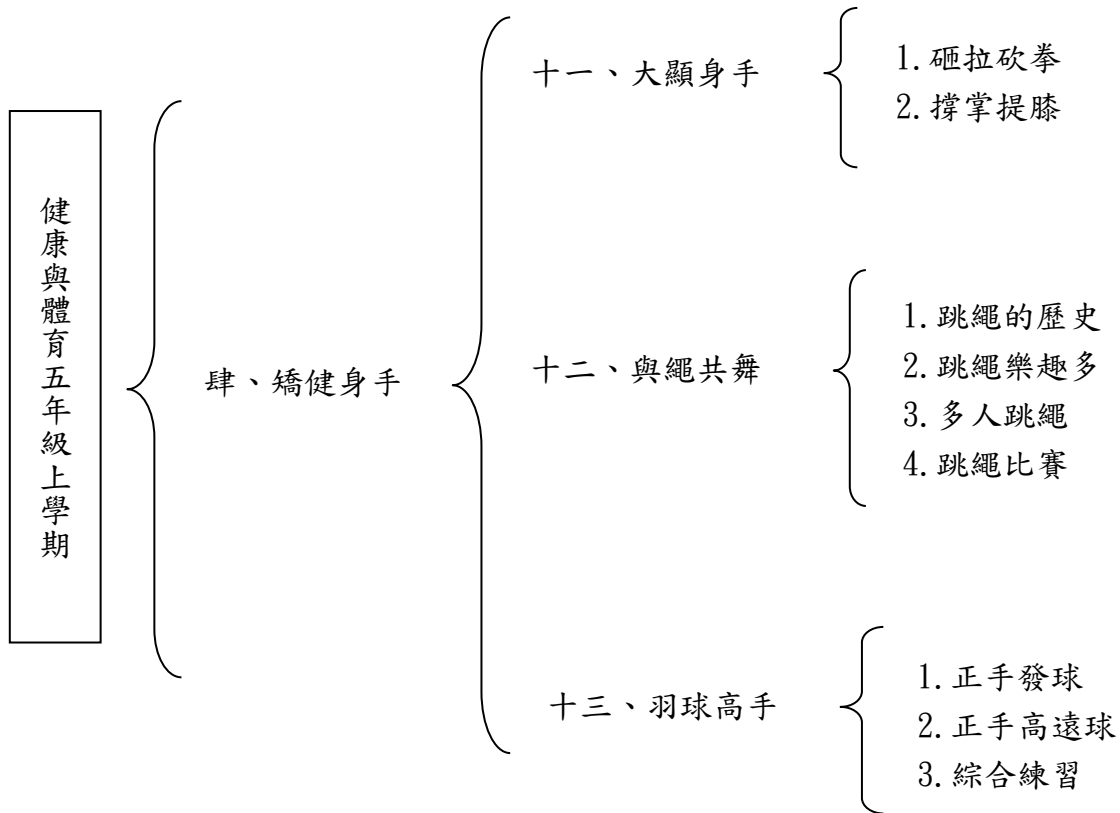 健康與體育五年級上學期
肆、矯健身手
十一、大顯身手
1.砸拉砍拳
2.撐掌提膝
十二、與繩共舞
1.跳繩的歷史
2.跳繩樂趣多
3.多人跳繩
4.跳繩比賽
十三、羽球高手
1.正手發球
2.正手高遠球
3.綜合練習